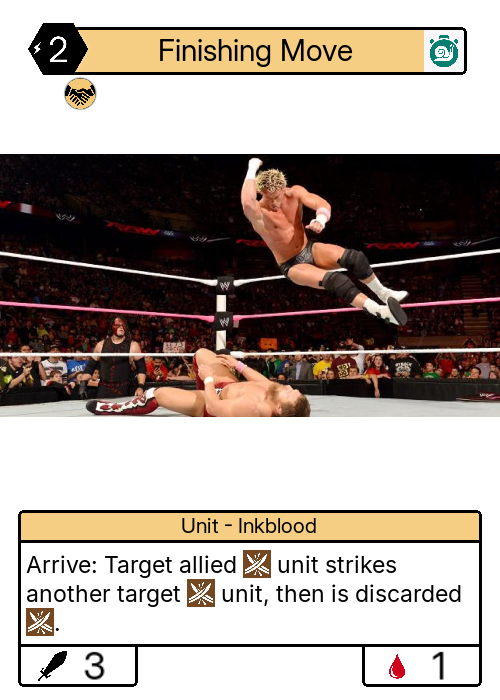 2
Finishing Move
Unit - Inkblood
Arrive: Target allied unit strikes
another target unit, then is discarded
.
3
1